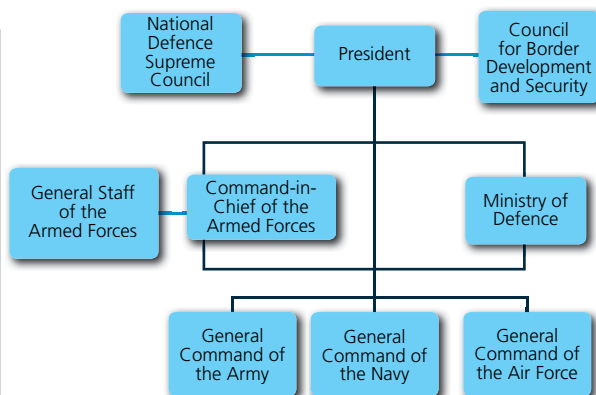 National
Defence
Supreme
Council
President
Council
for Border
Development
and Security
General Staff
of the
Armed Forces
Command-in-
Chief of the
Armed Forces
Ministry of
Defence
General
Command of
the Army
General
Command of
the Navy
General
Command of
the Air Force